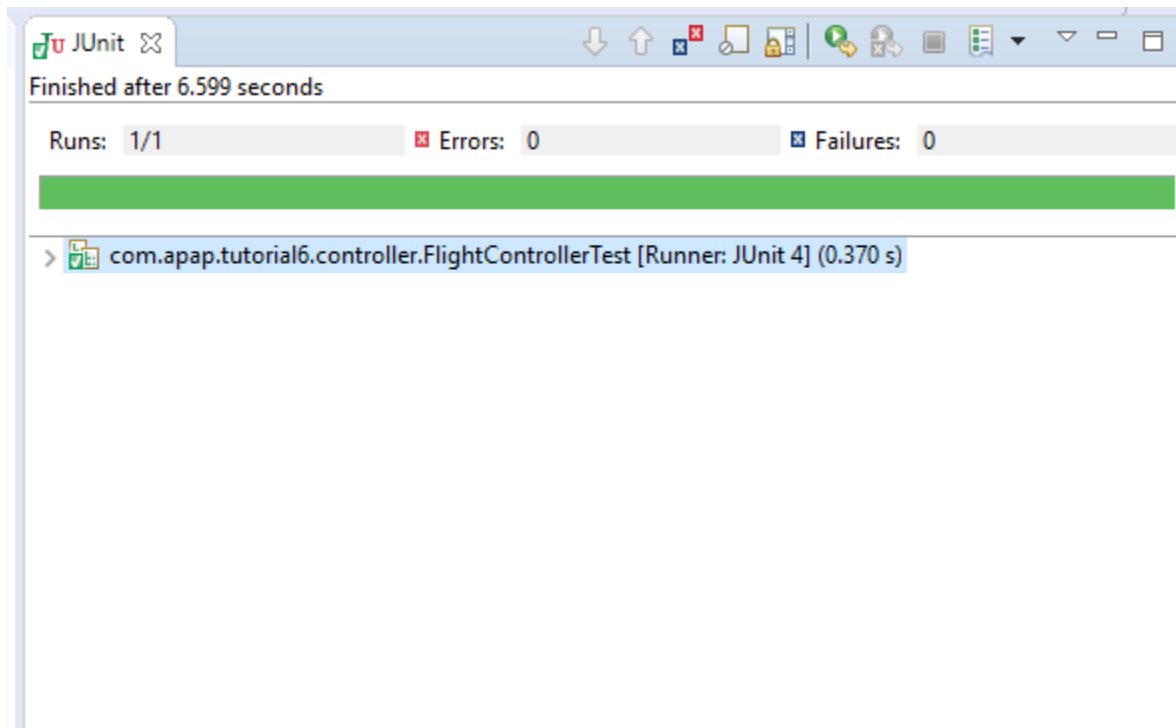 JUnit
Finished after 6.599 seconds
Runs: 1/1 Errors: 0 Failures: 0
com.apap.tutorial6.controller.FlightControllerTest [Runner: JUnit 4] (0.370 s)